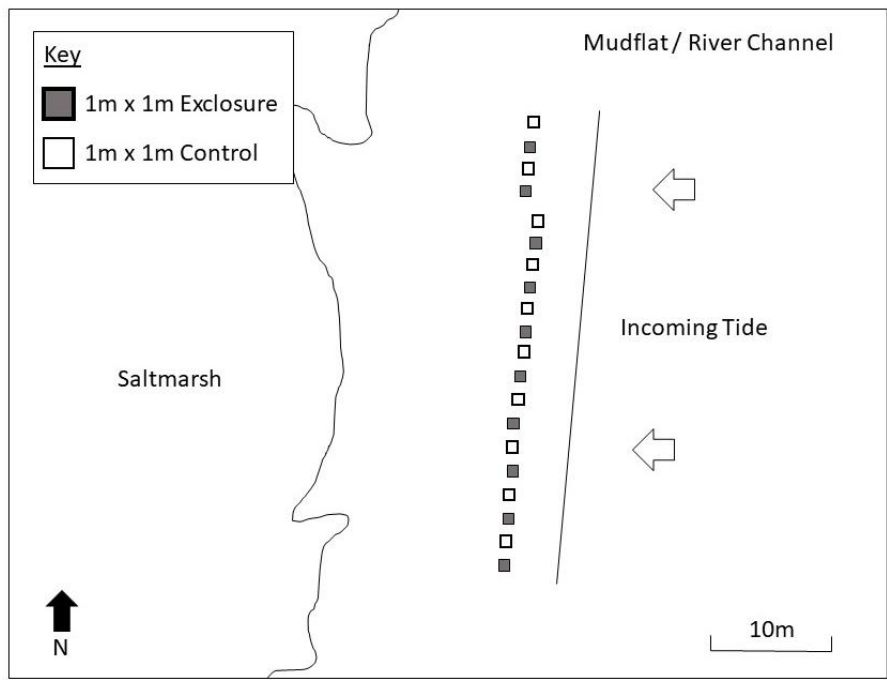 Mudflat / River Channel
Key
1m x 1m Exclosure
1m x 1m Control
Incoming Tide
Saltmarsh
N
10m